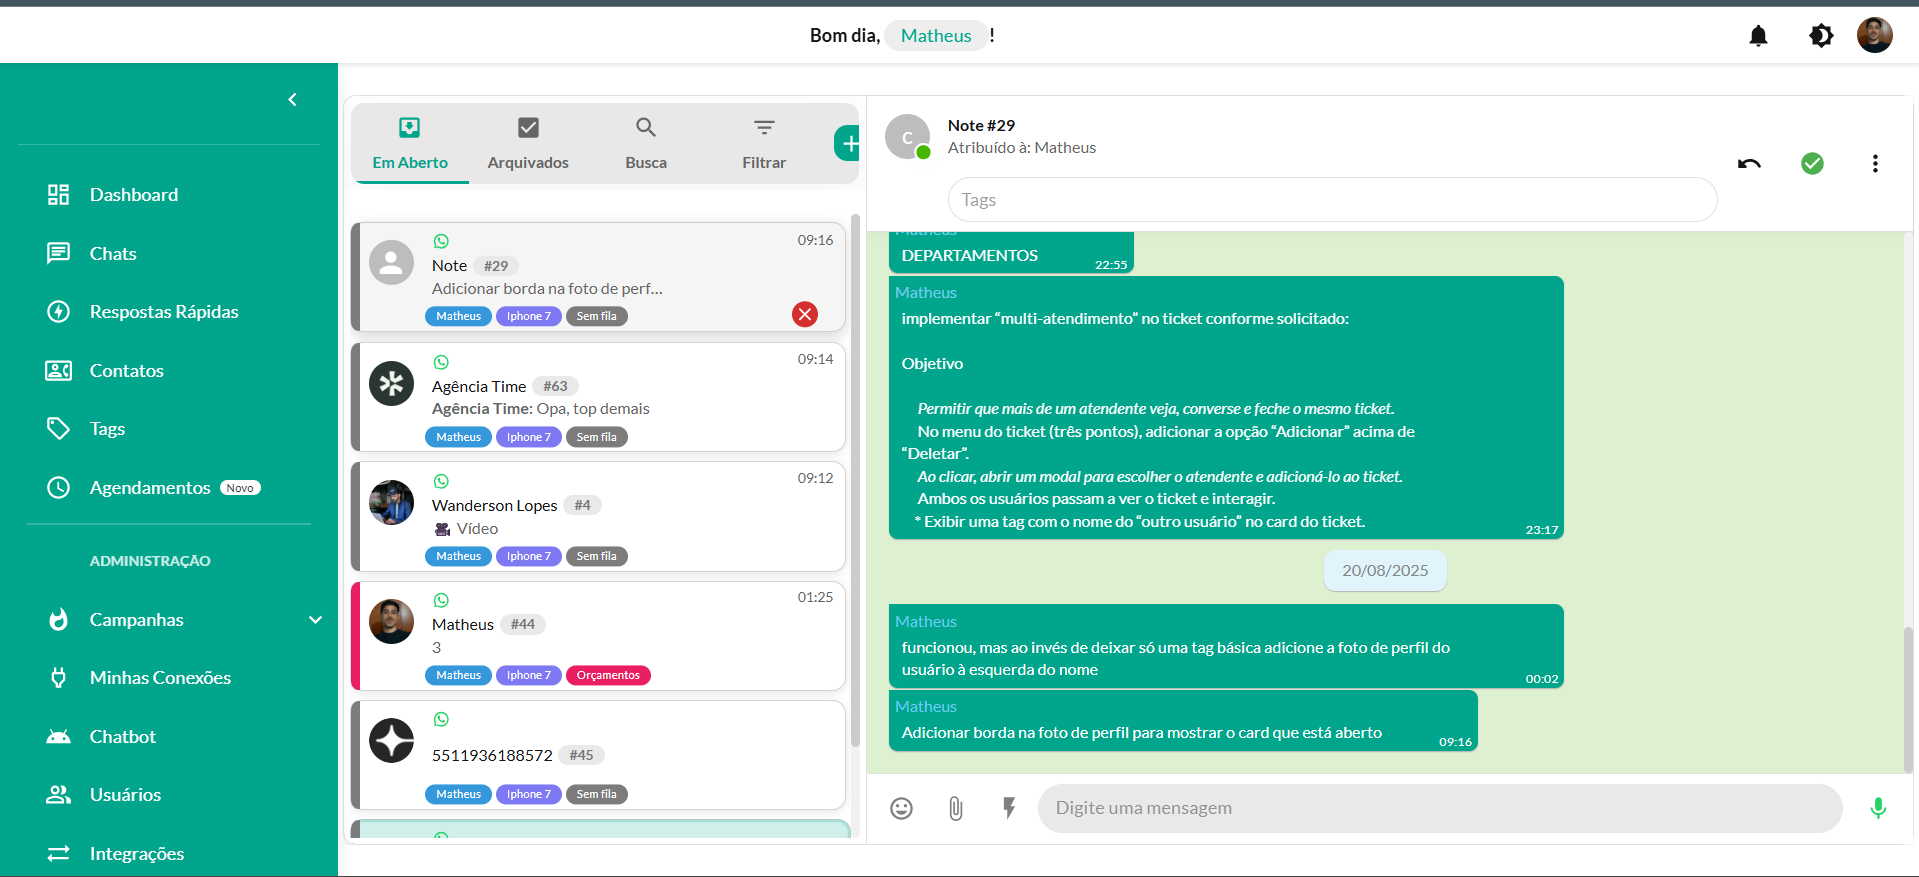 Bom dia, Matheus !
Dashboard
Chats
Respostas Rápidas
Contatos
Tags
Agendamentos Novo
ADMINISTRAÇÃO
Campanhas
Minhas Conexões
Chatbot
Usuários
Integrações
Em Aberto
Arquivados
Busca
Filtrar
09:16
Note #29
Adicionar borda na foto de perf...
Matheus Iphone 7 Sem fila
09:14
Agência Time #63
Agência Time: Opa, top demais
Matheus Iphone 7 Sem fila
09:12
Wanderson Lopes #4
Vídeo
Matheus Iphone 7 Sem fila
01:25
Matheus #44
3
Matheus Iphone 7 Orçamentos
5511936188572 #45
Matheus Iphone 7 Sem fila
C
Note #29
Atribuído à: Matheus
Tags
Matheus
DEPARTAMENTOS
22:55
Matheus
implementar “multi-atendimento” no ticket conforme solicitado:
Objetivo
Permitir que mais de um atendente veja, converse e feche o mesmo ticket.
No menu do ticket (três pontos), adicionar a opção “Adicionar” acima de
“Deletar”.
Ao clicar, abrir um modal para escolher o atendente e adicioná-lo ao ticket.
Ambos os usuários passam a ver o ticket e interagir.
* Exibir uma tag com o nome do “outro usuário” no card do ticket.
23:17
20/08/2025
Matheus
funcionou, mas ao invés de deixar só uma tag básica adicione a foto de perfil do
usuário à esquerda do nome
00:02
Matheus
Adicionar borda na foto de perfil para mostrar o card que está aberto
09:16
Digite uma mensagem